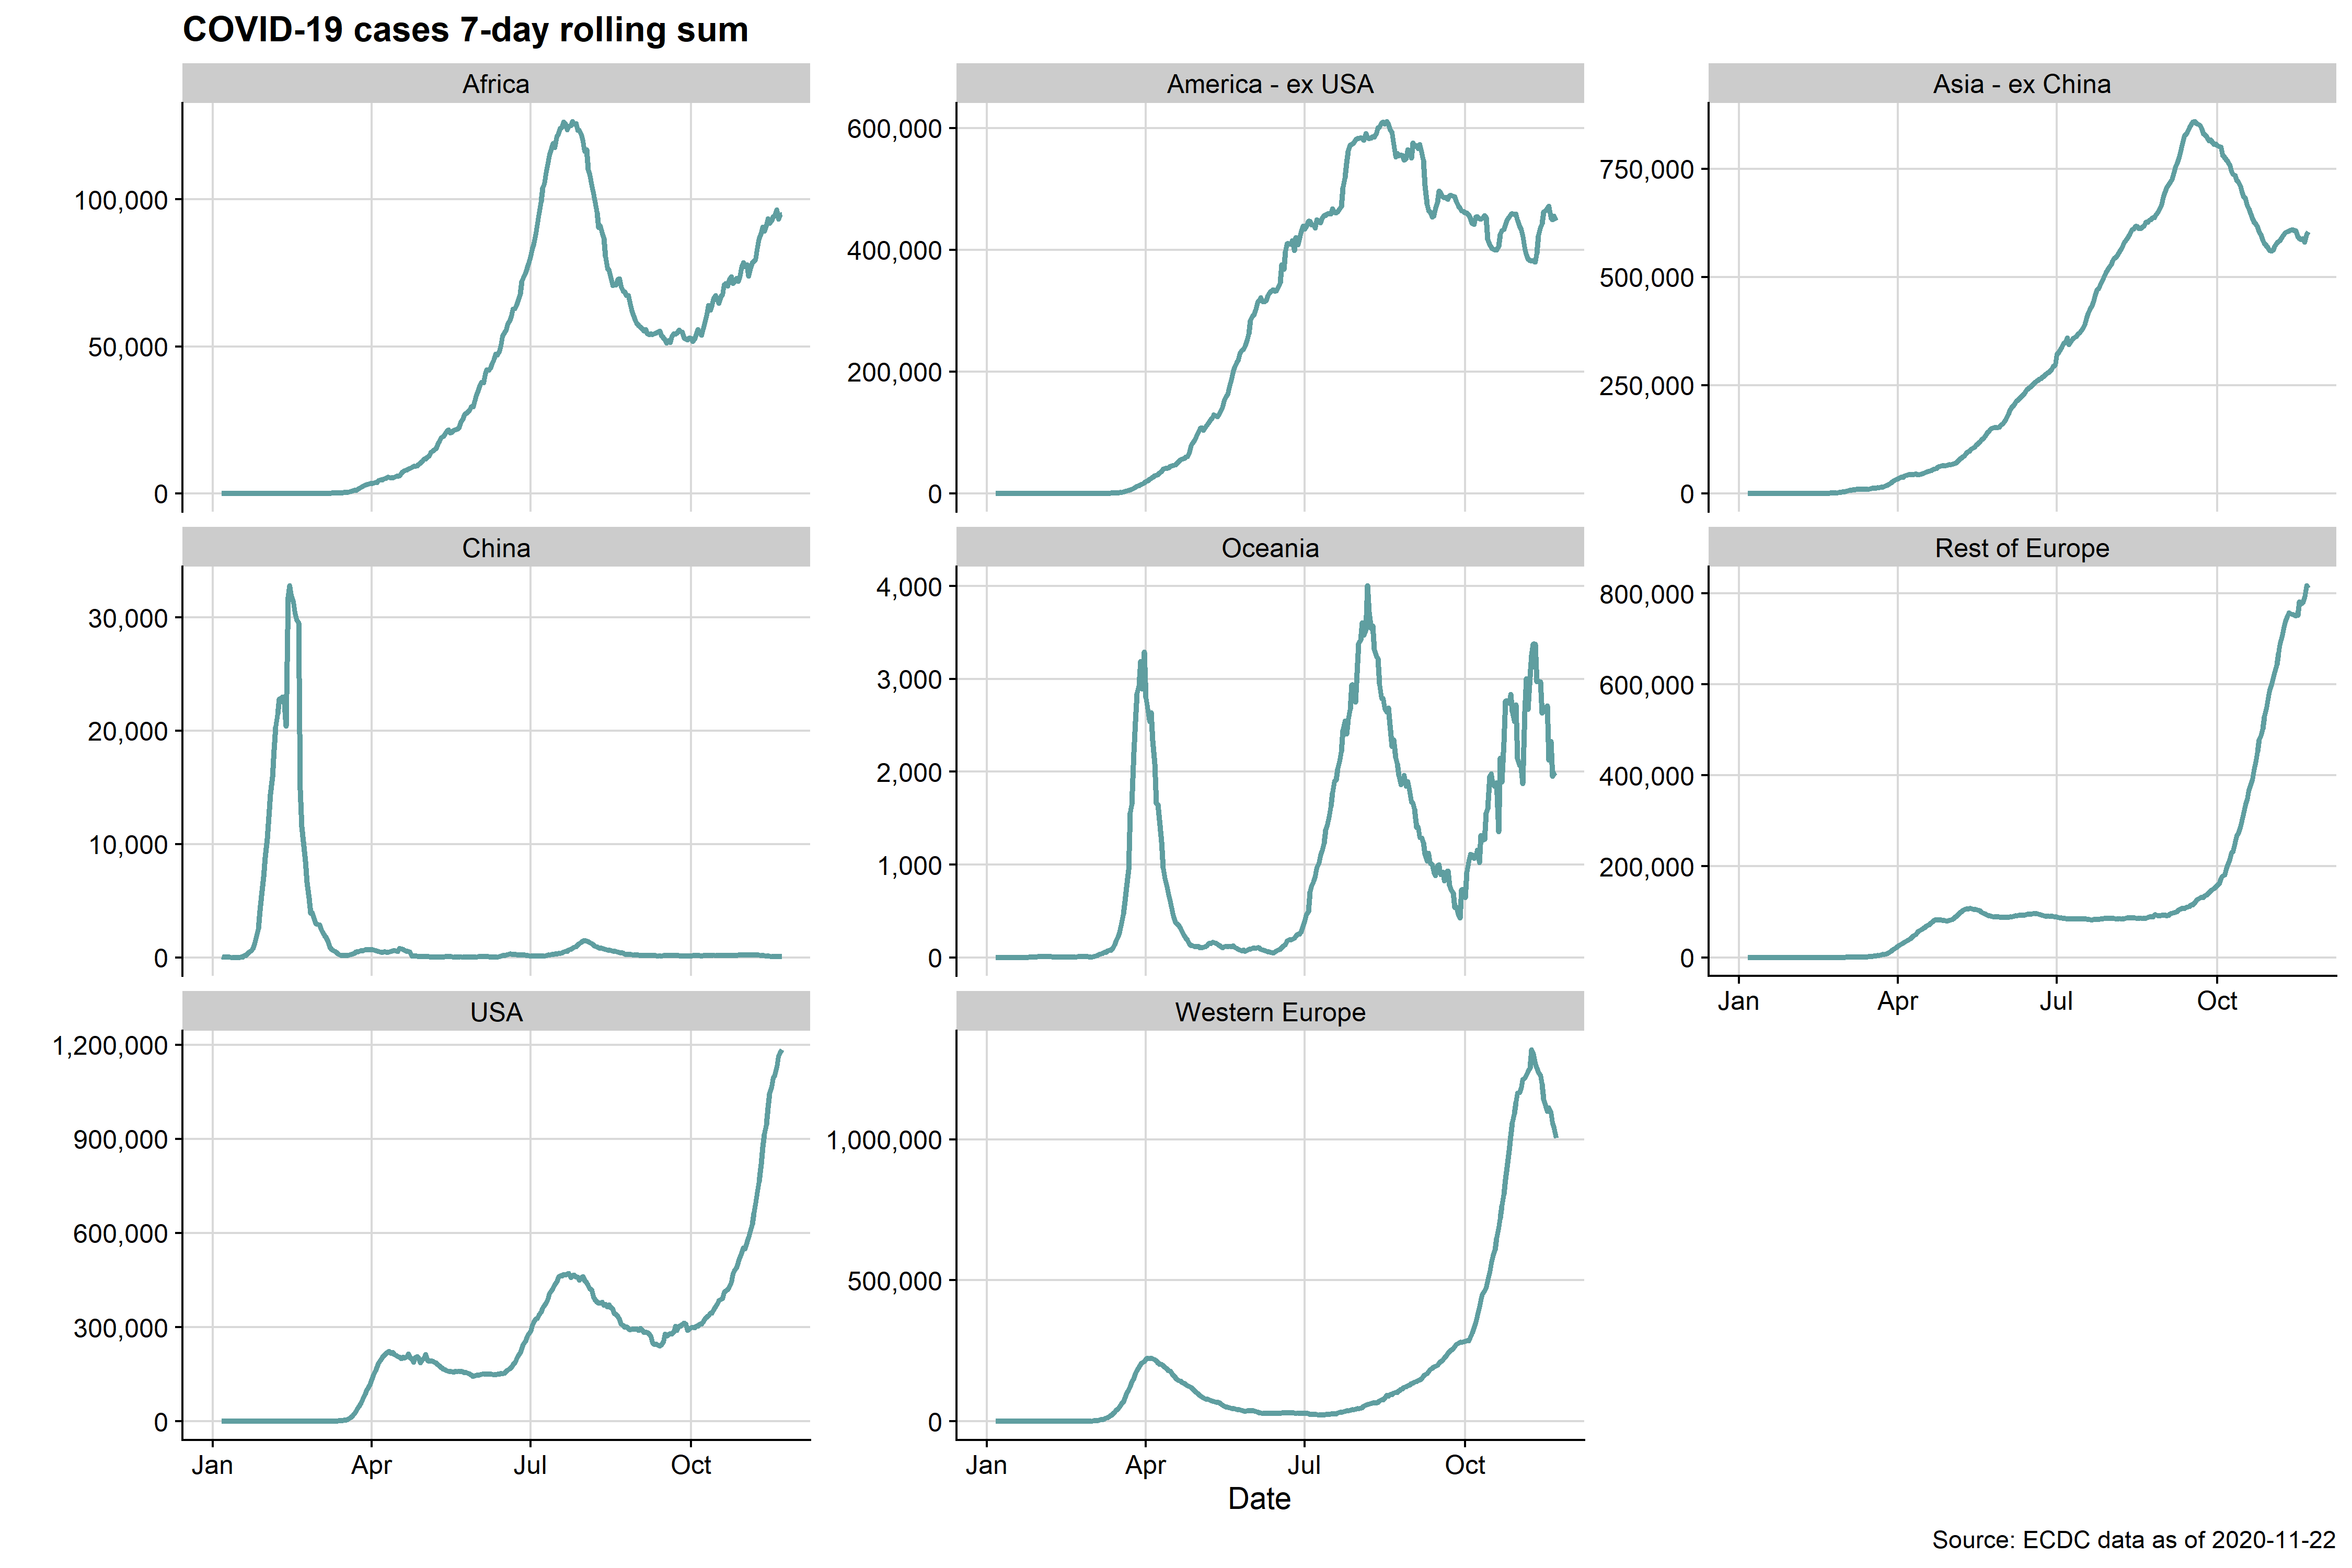 COVID-19 cases 7-day rolling sum
Africa
America - ex USA
Asia - ex China
100,000
50,000
0
600,000
400,000
200,000
0
750,000
500,000
250,000
0
China
Oceania
Rest of Europe
30,000
20,000
10,000
0
4,000
3,000
2,000
1,000
0
800,000
600,000
400,000
200,000
0
Jan Apr Jul Oct
USA
Western Europe
1,200,000
900,000
600,000
300,000
0
1,000,000
500,000
0
Jan Apr Jul Oct
Jan Apr Jul Oct
Date
Source: ECDC data as of 2020-11-22